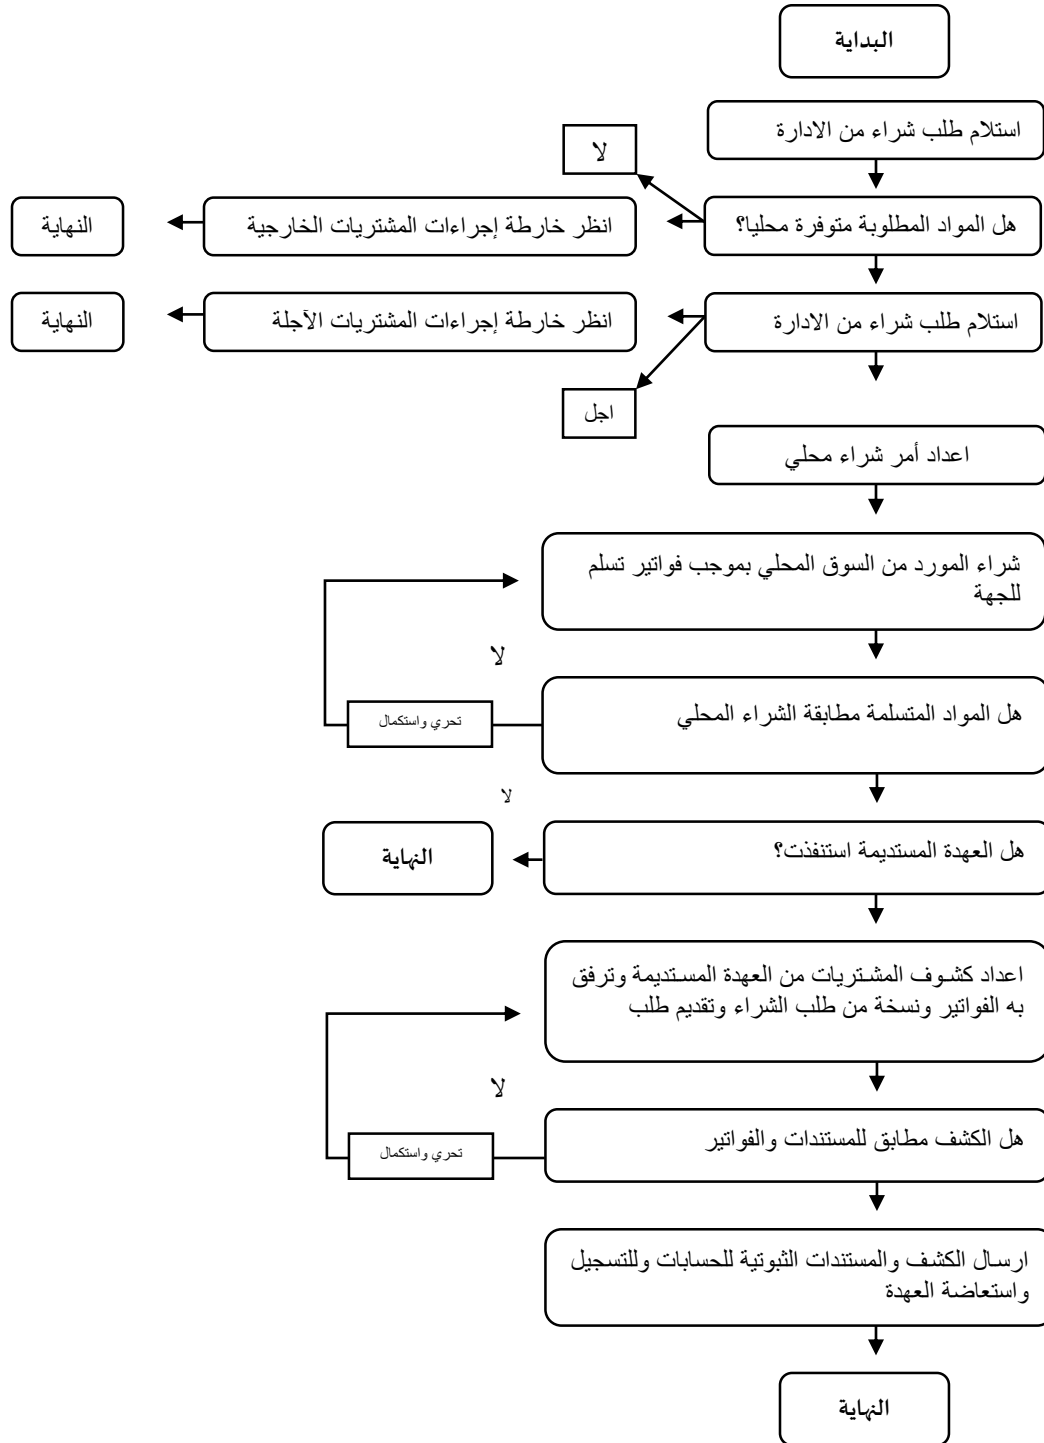 البداية
استلام طلب شراء من الادارة
لا
هل المواد المطلوبة متوفرة محليا؟
انظر خارطة إجراءات المشتريات الخارجية
النهاية
استلام طلب شراء من الادارة
انظر خارطة إجراءات المشتريات الآجلة
النهاية
اجل
اعداد أمر شراء محلي
شراء المورد من السوق المحلي بموجب فواتير تسلم
للجهة
لا
هل المواد المتسلمة مطابقة الشراء المحلي
تحري واستكمال
لا
هل العهدة المستديمة استنفذت؟
النهاية
اعداد كشوف المشتريات من العهدة المستديمة وترفق
به الفواتير ونسخة من طلب الشراء وتقديم طلب
لا
هل الكشف مطابق للمستندات والفواتير
تحري واستكمال
ارسال الكشف والمستندات الثبوتية للحسابات وللتسجيل
واستعاضة العهدة
النهاية